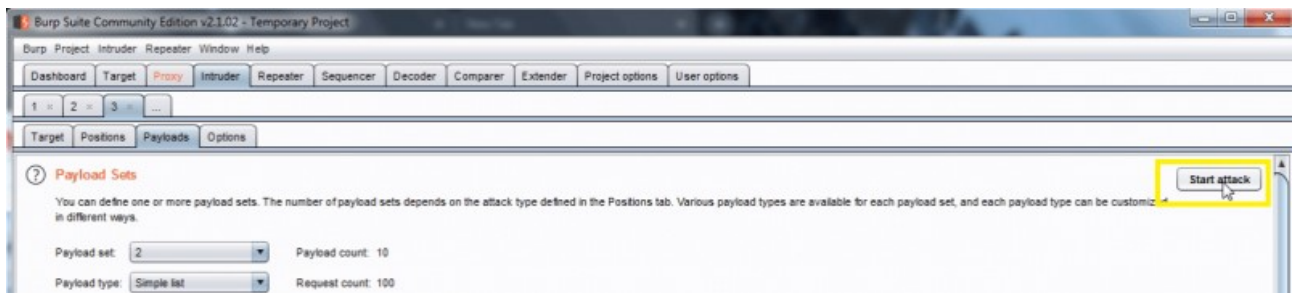 Burp Suite Community Edition v2.1.02 - Temporary Project
Burp Project Intruder Repeater Window Help
Dashboard Target Proxy Intruder Repeater Sequencer Decoder Comparer Extender Project options User options
1 × 2 × 3 × ...
Target Positions Payloads Options
? Payload Sets
Start attack
You can define one or more payload sets. The number of payload sets depends on the attack type defined in the Positions tab. Various payload types are available for each payload set, and each payload type can be customized
in different ways.
Payload set: 2 Payload count: 10
Payload type: Simple list Request count: 100